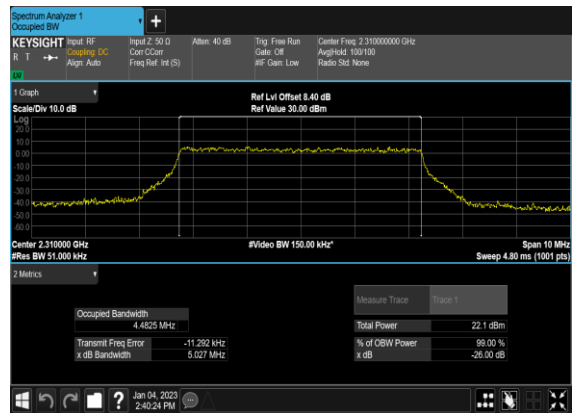 Spectrum Analyzer 1
Occupied BW
+
KEYSIGHT Input: RF Input Z: 50 Ω Atten: 40 dB Trig: Free Run Center Freq: 2.310000000 GHz
R T Coupling: DC Corr CCorr Gate: Off Avg|Hold: 100/100
Align: Auto Freq Ref: Int (S) #IF Gain: Low Radio Std: None
LW
1 Graph
Scale/Div 10.0 dB
Ref Lvl Offset 8.40 dB
Ref Value 30.00 dBm
Log
20.0
10.0
0.00
-10.0
-20.0
-30.0
-40.0
-50.0
-60.0
Center 2.310000 GHz #Video BW 150.00 kHz* Span 10 MHz
#Res BW 51.000 kHz Sweep 4.80 ms (1001 pts)
2 Metrics
Measure Trace Trace 1
Occupied Bandwidth
4.4825 MHz Total Power 22.1 dBm
Transmit Freq Error -11.292 kHz % of OBW Power 99.00 %
x dB Bandwidth 5.027 MHz x dB -26.00 dB
? Jan 04, 2023
2:40:24 PM